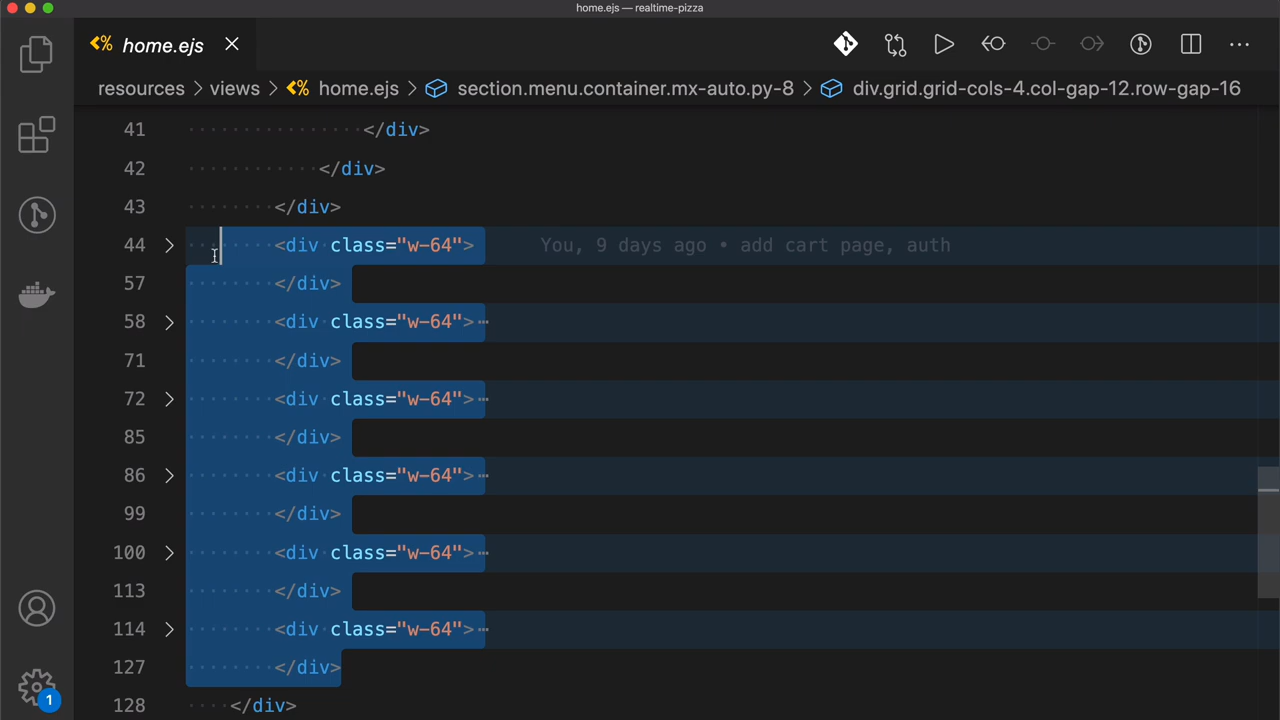 home.ejs — realtime-pizza
<% home.ejs
resources > views > <% home.ejs > section.menu.container.mx-auto.py-8 > div.grid.grid-cols-4.col-gap-12.row-gap-16
41 </div>
42 </div>
43 </div>
44 <div class="w-64"> You, 9 days ago • add cart page, auth
57 </div>
58 <div class="w-64">…
71 </div>
72 <div class="w-64">…
85 </div>
86 <div class="w-64">…
99 </div>
100 <div class="w-64">…
113 </div>
114 <div class="w-64">…
127 </div>
128 </div>
1